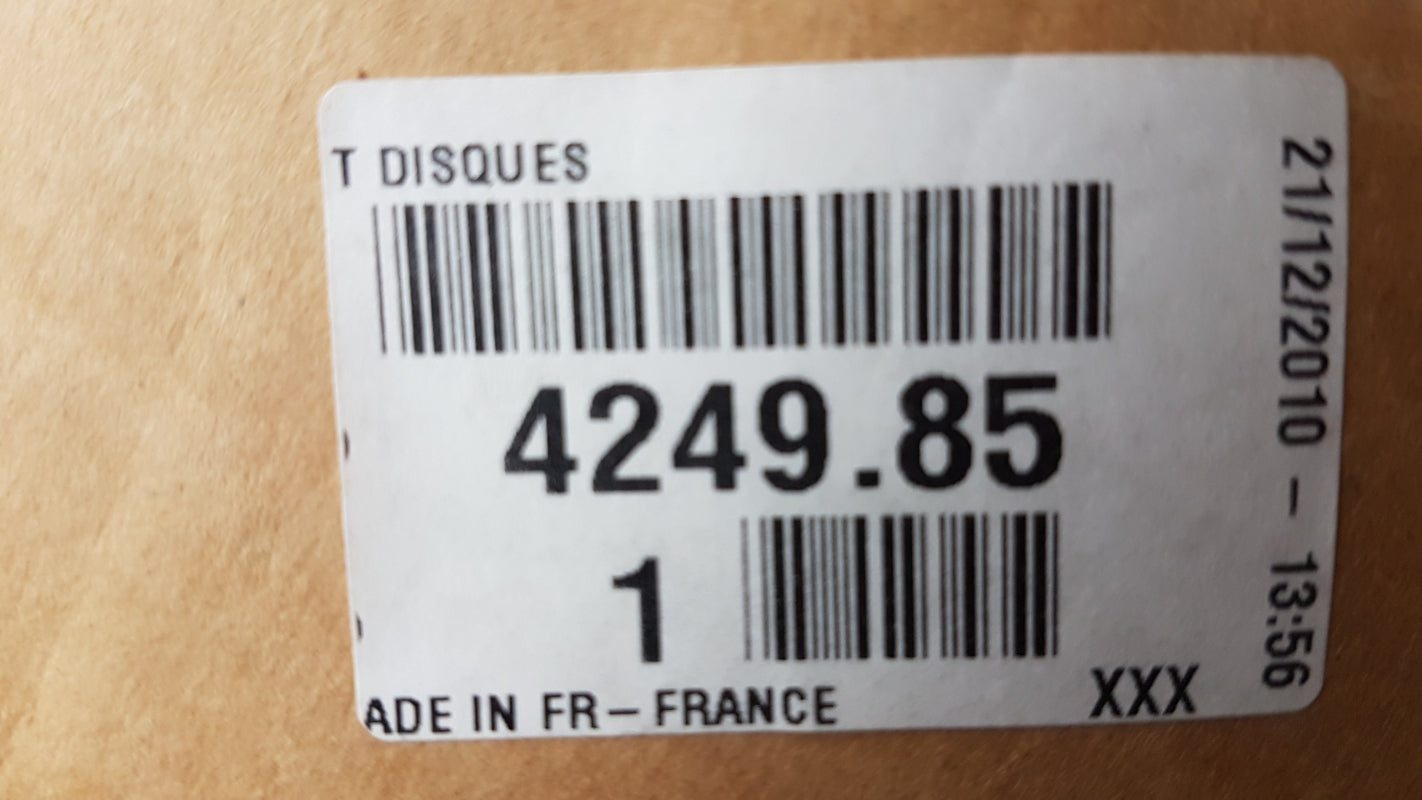 T DISQUES
4249.85
1
ADE IN FR-FRANCE
XXX
21/12/2010 - 13:56